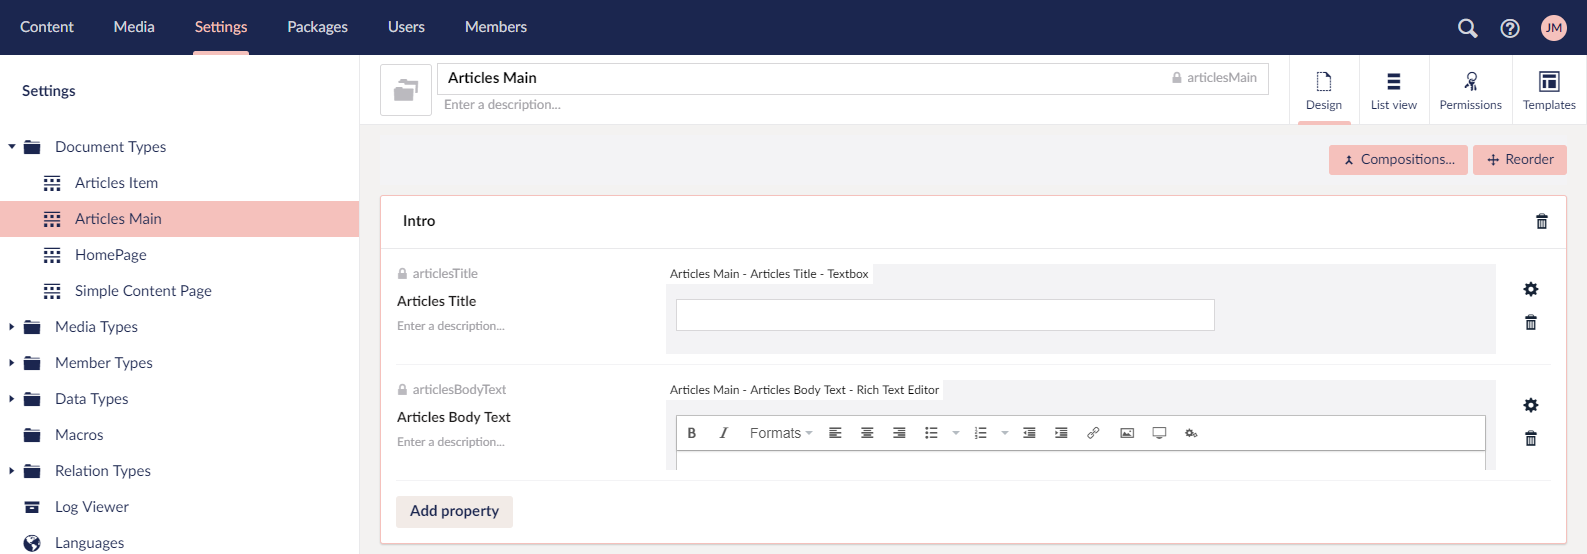 Content Media Settings Packages Users Members JM
Settings
Articles Main articlesMain
Enter a description...
Design List view Permissions Templates
Document Types
Articles Item
Articles Main
HomePage
Simple Content Page
Media Types
Member Types
Data Types
Macros
Relation Types
Log Viewer
Languages
Compositions... Reorder
Intro
articlesTitle
Articles Title
Enter a description...
Articles Main - Articles Title - Textbox
articlesBodyText
Articles Body Text
Enter a description...
Articles Main - Articles Body Text - Rich Text Editor
B I Formats
Add property